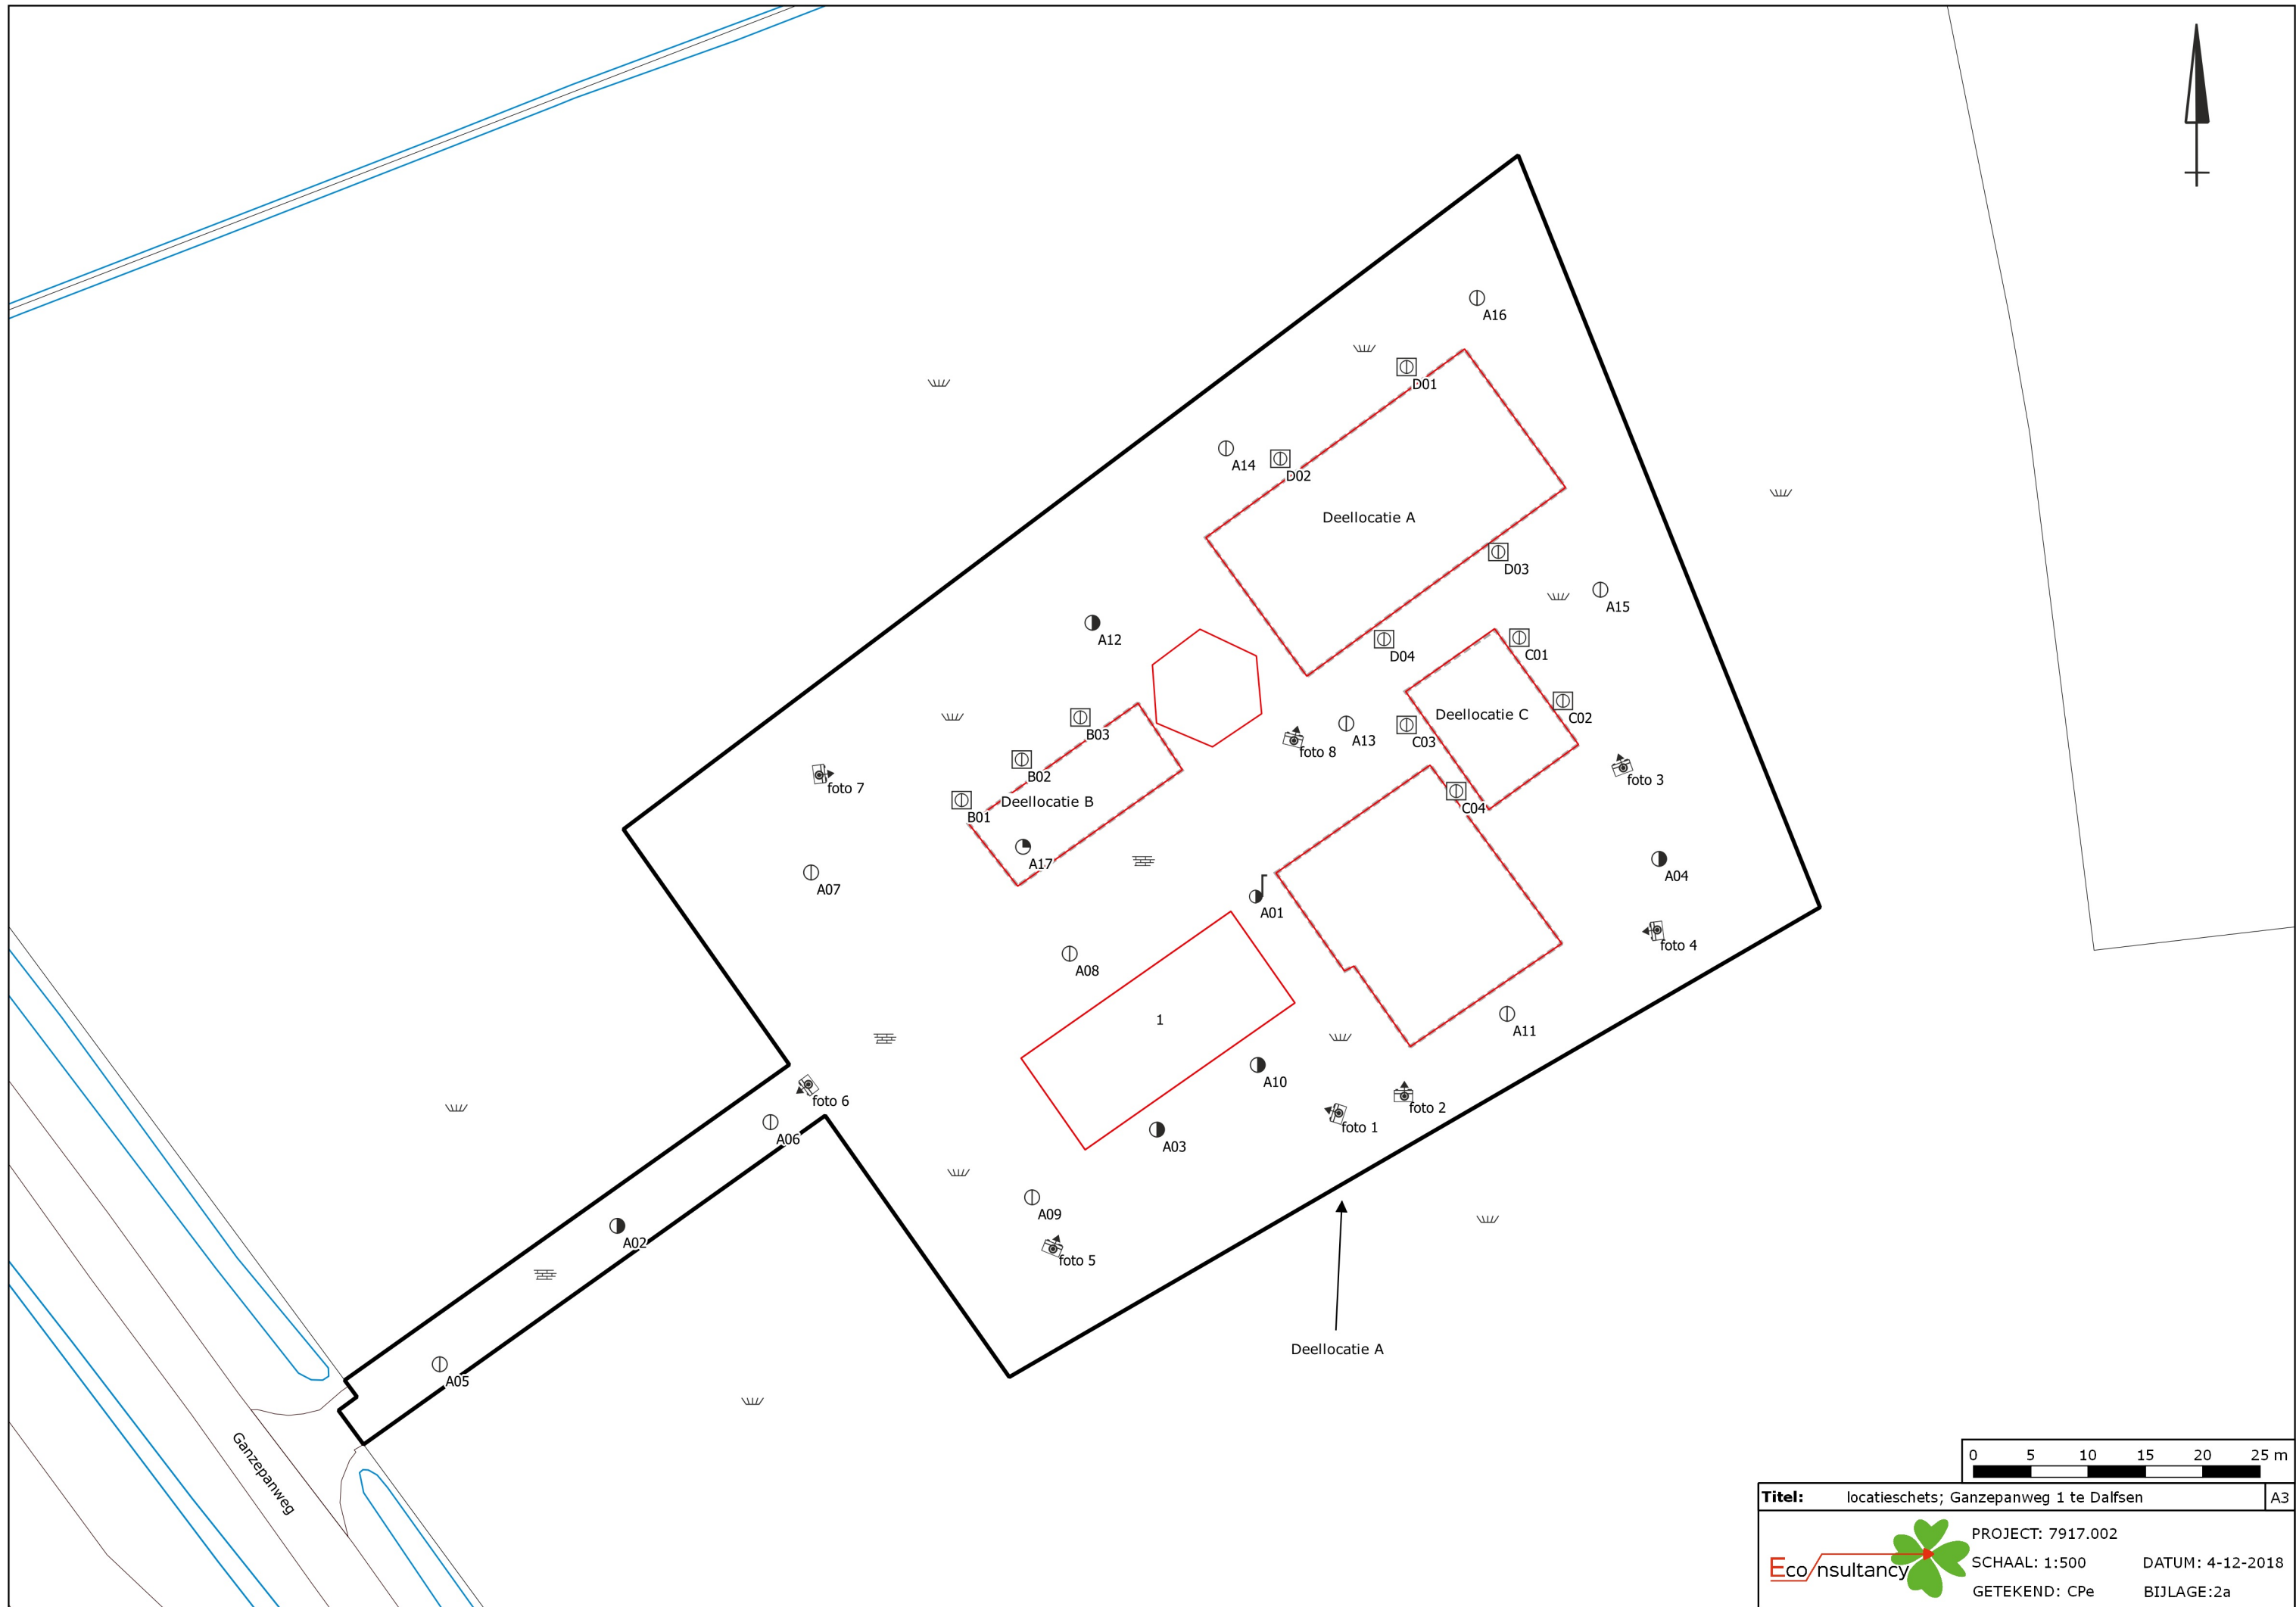 A16
D01
A14
D02
Deellocatie A
D03
A15
A12
D04
C01
Deellocatie C
C02
B03
A13
C03
foto 8
B02
foto 3
foto 7
Deellocatie B
B01
C04
A17
A07
A04
A01
foto 4
A08
1
A11
A10
foto 6
foto 2
foto 1
A06
A03
A09
A02
foto 5
Deellocatie A
A05
Ganzepanweg
0 5 10 15 20 25 m
Titel: locatieschets; Ganzepanweg 1 te Dalfsen A3
Eco/nsultancy
PROJECT: 7917.002
SCHAAL: 1:500 DATUM: 4-12-2018
GETEKEND: CPe BIJLAGE:2a